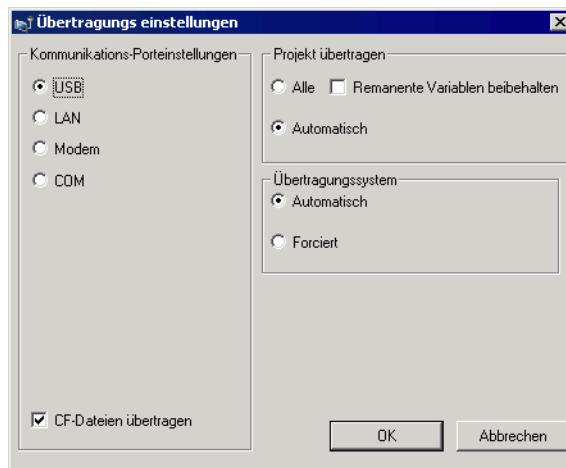 Übertragungs einstellungen
Kommunikations-Porteinstellungen
USB
LAN
Modem
COM
CF-Dateien übertragen
Projekt übertragen
Alle Remanente Variablen beibehalten
Automatisch
Übertragungssystem
Automatisch
Forciert
OK Abbrechen